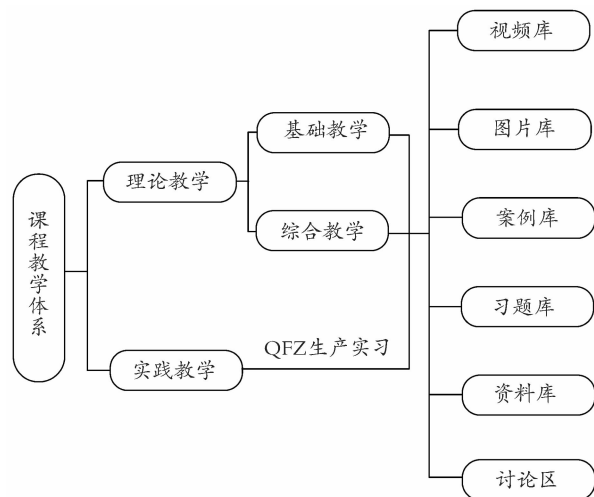 课程教学体系
理论教学
实践教学
基础教学
综合教学
QFZ生产实习
视频库
图片库
案例库
习题库
资料库
讨论区